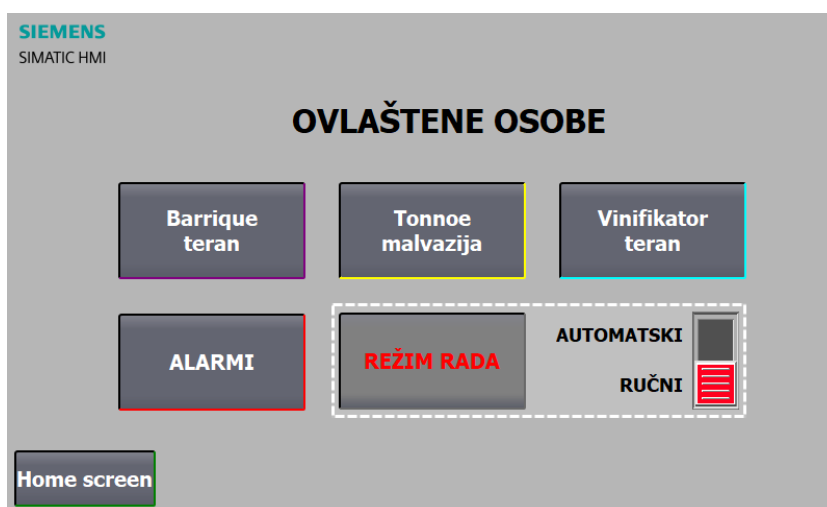 SIEMENS
SIMATIC HMI
OVLAŠTENE OSOBE
Barrique
teran
Tonnoe
malvazija
Vinifikator
teran
ALARMI
REŽIM RADA
AUTOMATSKI
RUČNI
Home screen